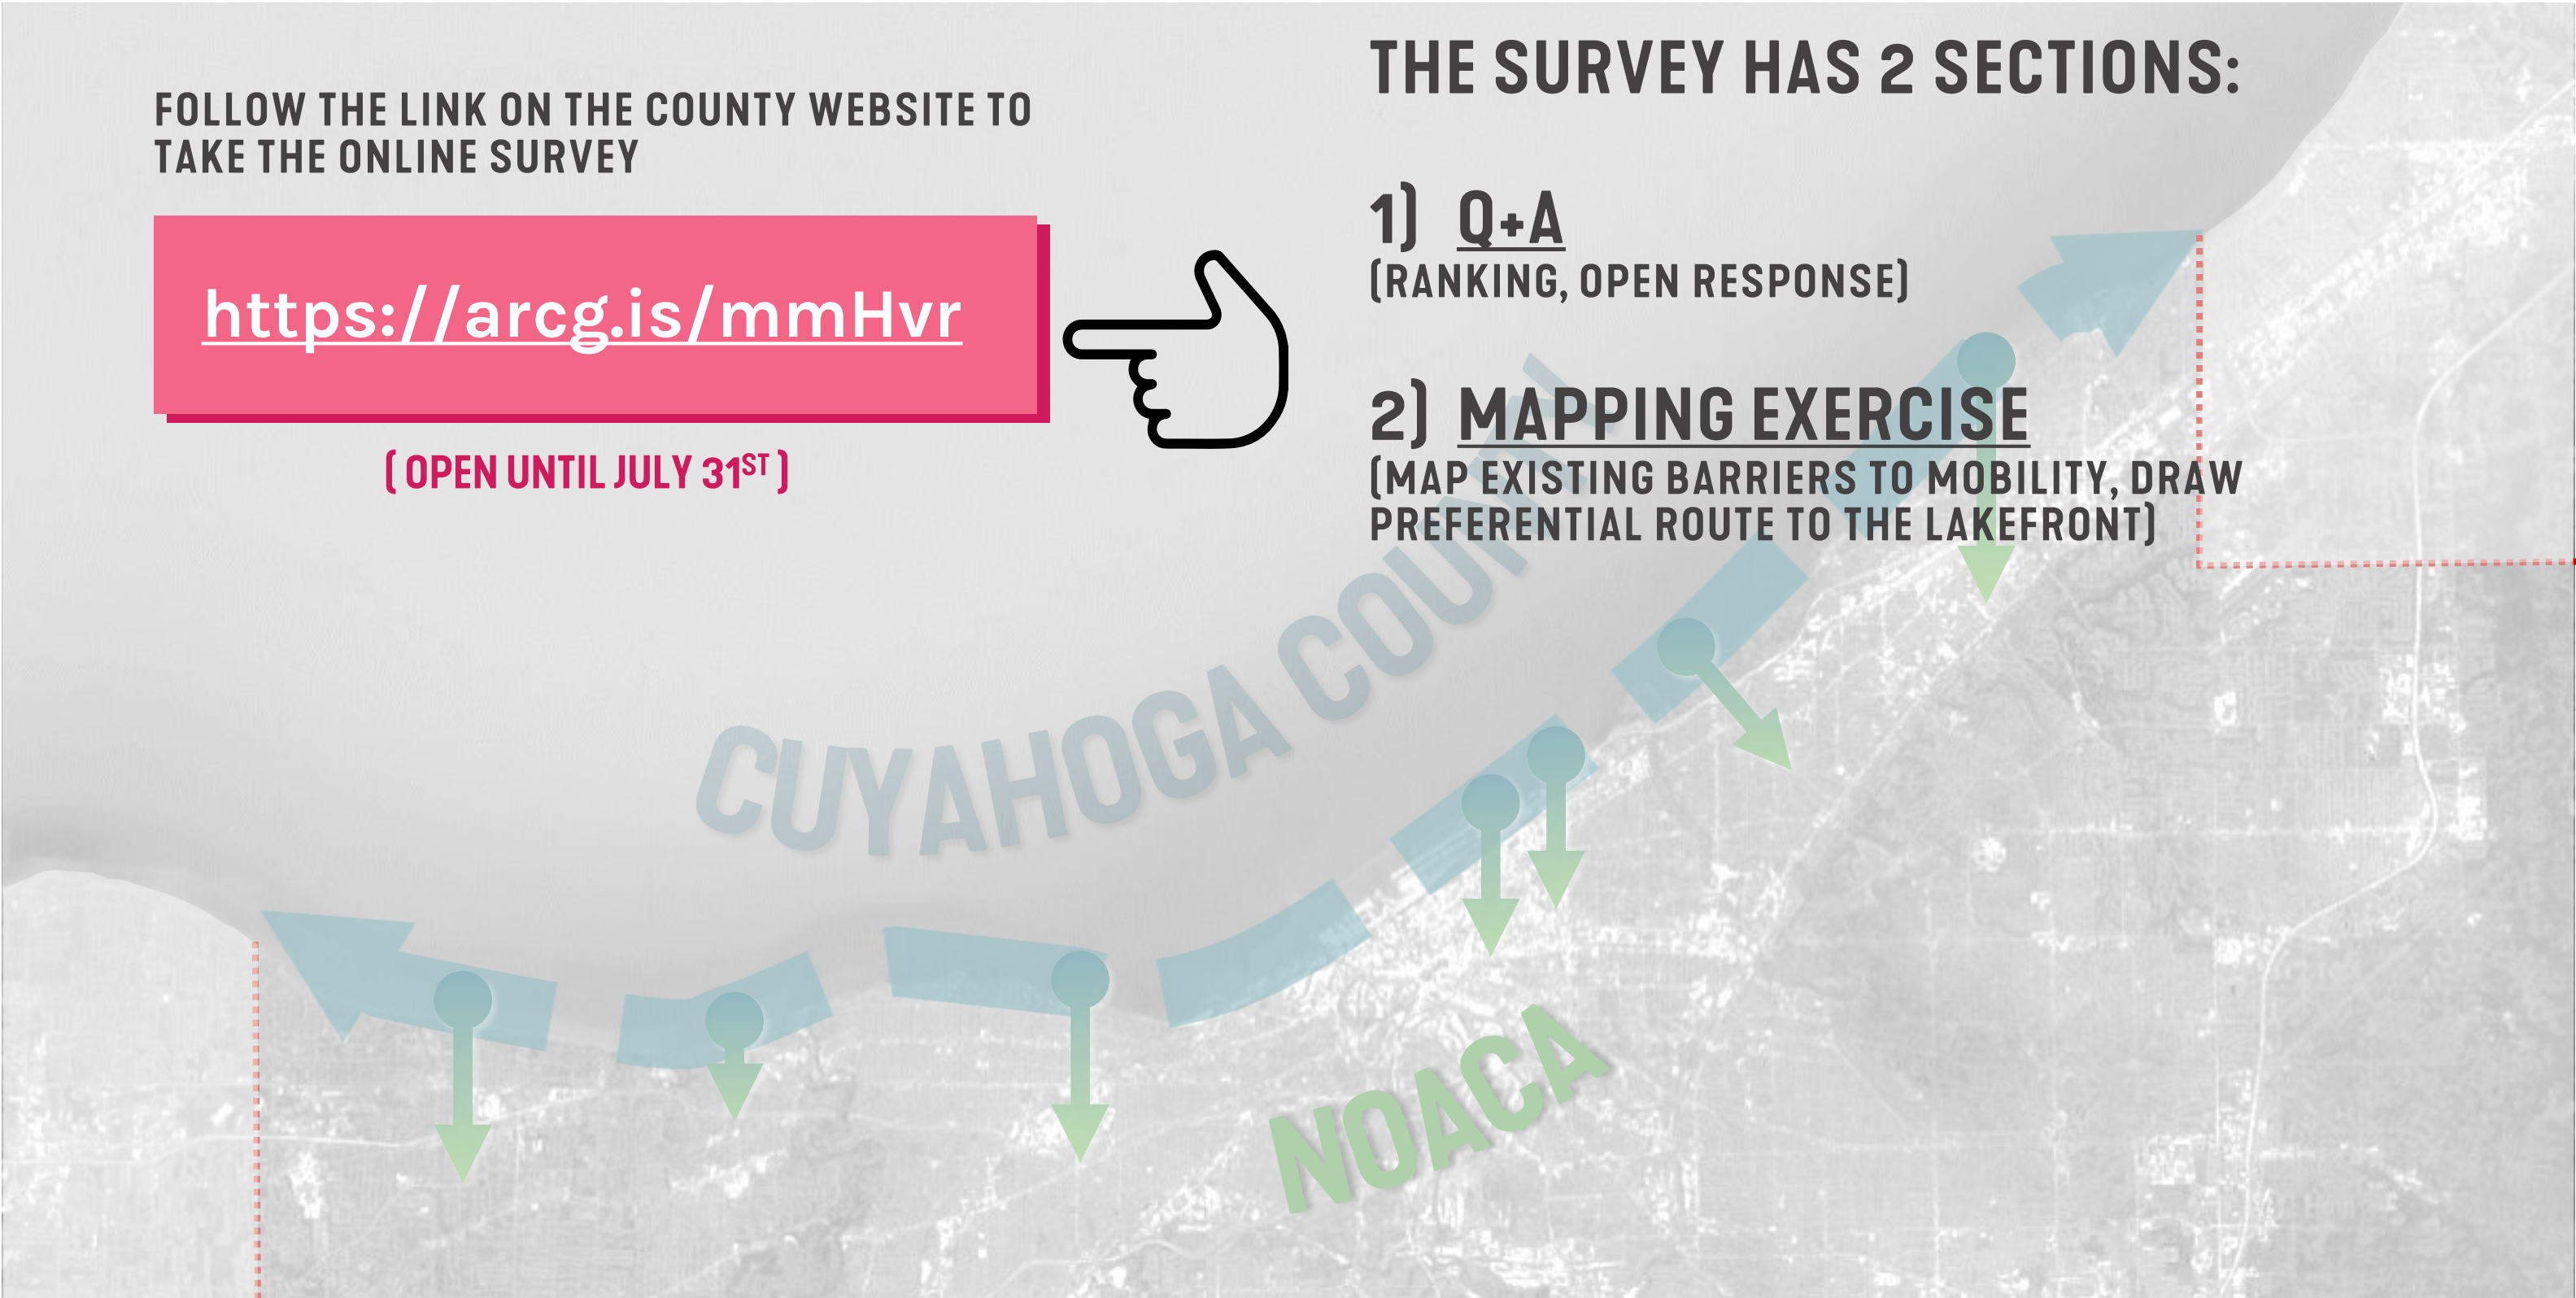 FOLLOW THE LINK ON THE COUNTY WEBSITE TO
TAKE THE ONLINE SURVEY
https://arcg.is/mmHvr
( OPEN UNTIL JULY 31ST )
THE SURVEY HAS 2 SECTIONS:
1) Q+A
(RANKING, OPEN RESPONSE)
2) MAPPING EXERCISE
(MAP EXISTING BARRIERS TO MOBILITY, DRAW
PREFERENTIAL ROUTE TO THE LAKEFRONT)
CUYAHOGA COUNTY
NOACA